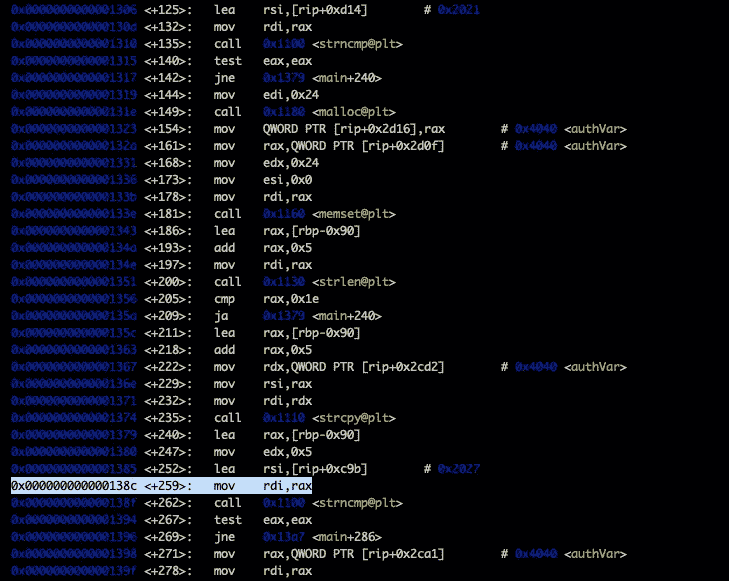 0x0000000000001306 <+125>: lea rsi,[rip+0xd14] # 0x2021
0x000000000000130d <+132>: mov rdi,rax
0x0000000000001310 <+135>: call 0x1100 <strncmp@plt>
0x0000000000001315 <+140>: test eax,eax
0x0000000000001317 <+142>: jne 0x1379 <main+240>
0x0000000000001319 <+144>: mov edi,0x24
0x000000000000131e <+149>: call 0x1180 <malloc@plt>
0x0000000000001323 <+154>: mov QWORD PTR [rip+0x2d16],rax # 0x4040 <authVar>
0x000000000000132a <+161>: mov rax,QWORD PTR [rip+0x2d0f] # 0x4040 <authVar>
0x0000000000001331 <+168>: mov edx,0x24
0x0000000000001336 <+173>: mov esi,0x0
0x000000000000133b <+178>: mov rdi,rax
0x000000000000133e <+181>: call 0x1160 <memset@plt>
0x0000000000001343 <+186>: lea rax,[rbp-0x90]
0x000000000000134a <+193>: add rax,0x5
0x000000000000134e <+197>: mov rdi,rax
0x0000000000001351 <+200>: call 0x1130 <strlen@plt>
0x0000000000001356 <+205>: cmp rax,0x1e
0x000000000000135a <+209>: ja 0x1379 <main+240>
0x000000000000135c <+211>: lea rax,[rbp-0x90]
0x0000000000001363 <+218>: add rax,0x5
0x0000000000001367 <+222>: mov rdx,QWORD PTR [rip+0x2cd2] # 0x4040 <authVar>
0x000000000000136e <+229>: mov rsi,rax
0x0000000000001371 <+232>: mov rdi,rdx
0x0000000000001374 <+235>: call 0x1110 <strcpy@plt>
0x0000000000001379 <+240>: lea rax,[rbp-0x90]
0x0000000000001380 <+247>: mov edx,0x5
0x0000000000001385 <+252>: lea rsi,[rip+0xc9b] # 0x2027
0x000000000000138c <+259>: mov rdi,rax
0x000000000000138f <+262>: call 0x1100 <strncmp@plt>
0x0000000000001394 <+267>: test eax,eax
0x0000000000001396 <+269>: jne 0x13a7 <main+286>
0x0000000000001398 <+271>: mov rax,QWORD PTR [rip+0x2ca1] # 0x4040 <authVar>
0x000000000000139f <+278>: mov rdi,rax